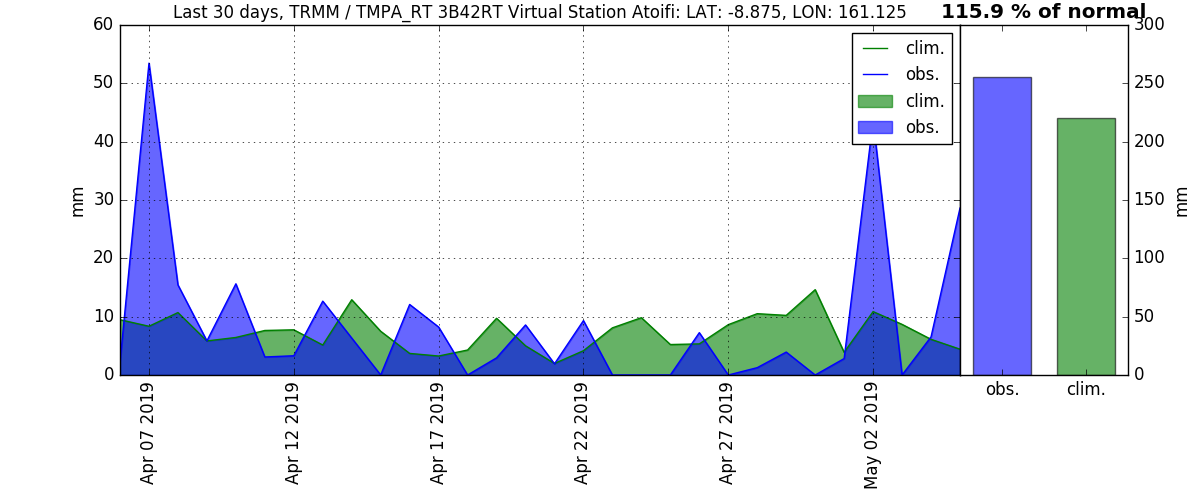 Last 30 days, TRMM / TMPA_RT 3B42RT Virtual Station Atoifi: LAT: -8.875, LON: 161.125
115.9 % of normal
60
50
40
30
20
10
0
mm
clim.
obs.
clim.
obs.
300
250
200
150
100
50
0
mm
Apr 07 2019
Apr 12 2019
Apr 17 2019
Apr 22 2019
Apr 27 2019
May 02 2019
obs.
clim.